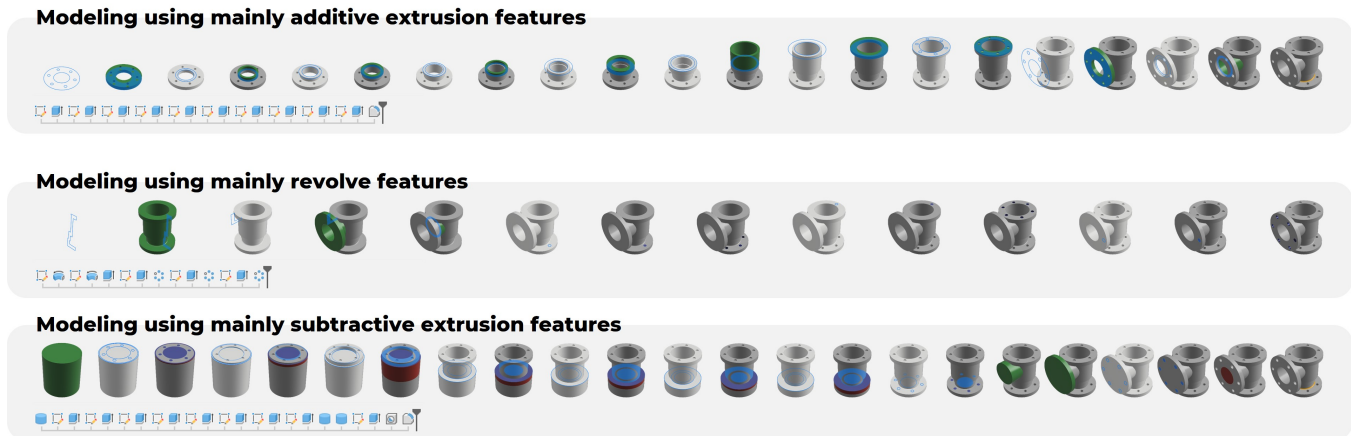 Modeling using mainly additive extrusion features
Modeling using mainly revolve features
Modeling using mainly subtractive extrusion features